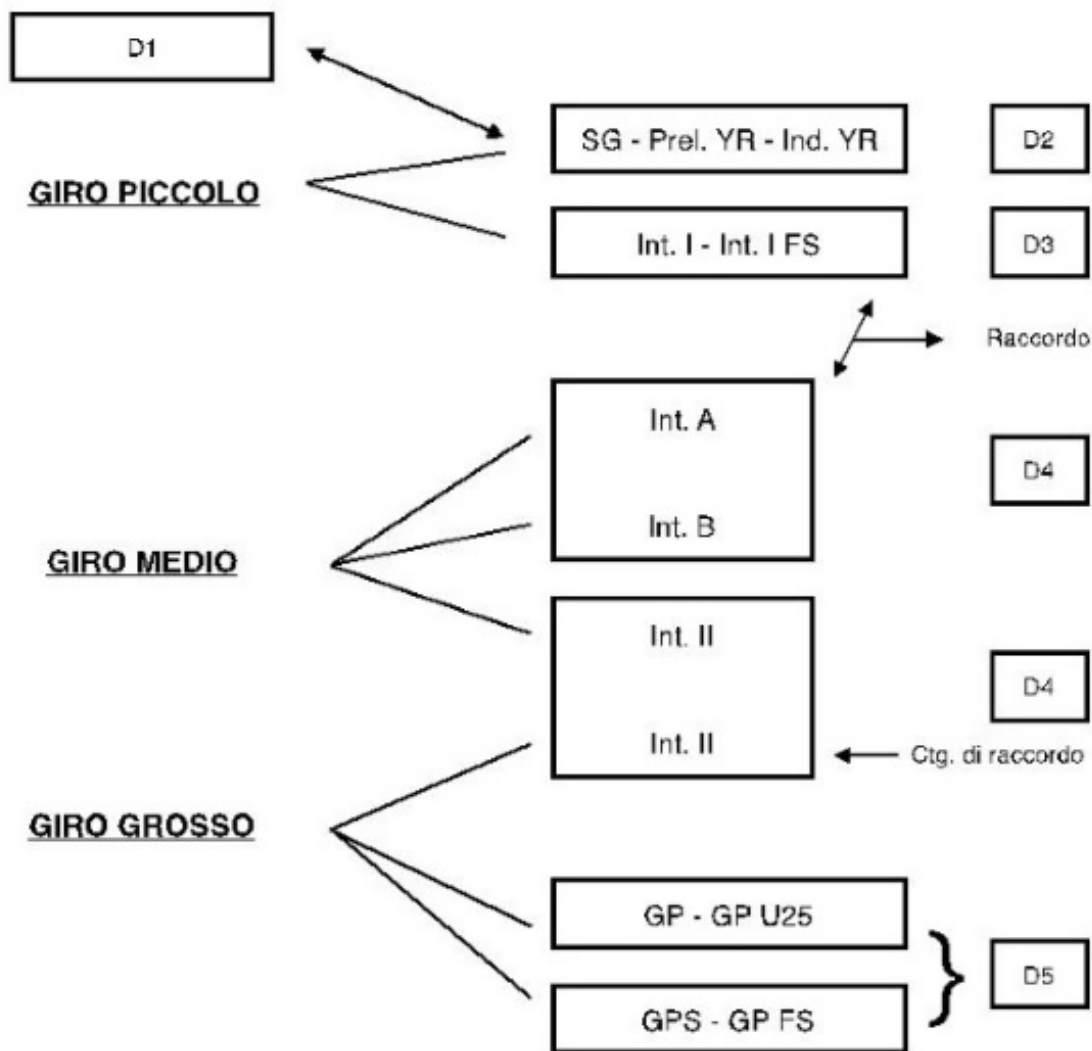 D1
SG - Prel. YR - Ind. YR
D2
GIRO PICCOLO
Int. I - Int. I FS
D3
Raccordo
Int. A
D4
Int. B
GIRO MEDIO
Int. II
D4
Int. II
Ctg. di raccordo
GIRO GROSSO
GP - GP U25
D5
GPS - GP FS